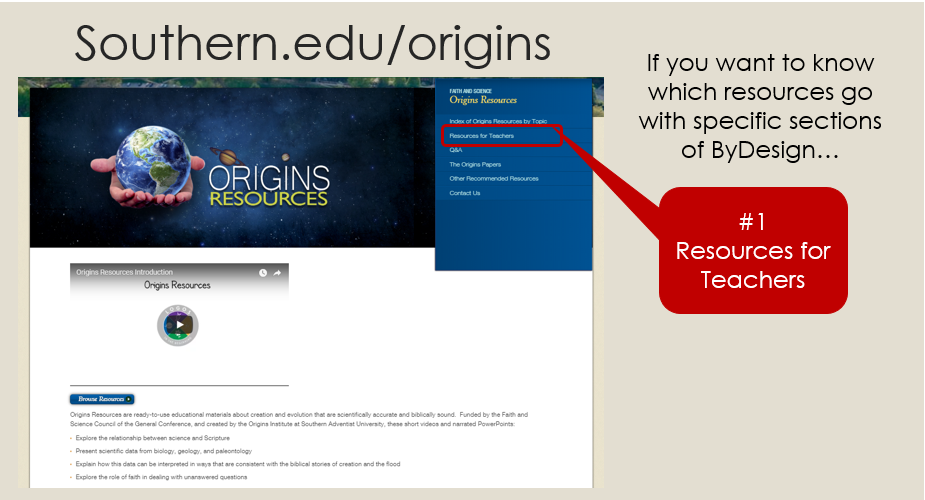 Southern.edu/origins
If you want to know
which resources go
with specific sections
of ByDesign…
#1
Resources for
Teachers
FAITH AND SCIENCE
Origins Resources
Index of Origins Resources by Topic
Resources for Teachers
Q&A
The Origins Papers
Other Recommended Resources
Contact Us
ORIGINS
RESOURCES
Origins Resources Introduction
Origins Resources
Browse Resources
Origins Resources are ready-to-use educational materials about creation and evolution that are scientifically accurate and biblically sound. Funded by the Faith and
Science Council of the General Conference, and created by the Origins Institute at Southern Adventist University, these short videos and narrated PowerPoints:
- Explore the relationship between science and Scripture
- Present scientific data from biology, geology, and paleontology
- Explain how this data can be interpreted in ways that are consistent with the biblical stories of creation and the flood
- Explore the role of faith in dealing with unanswered questions